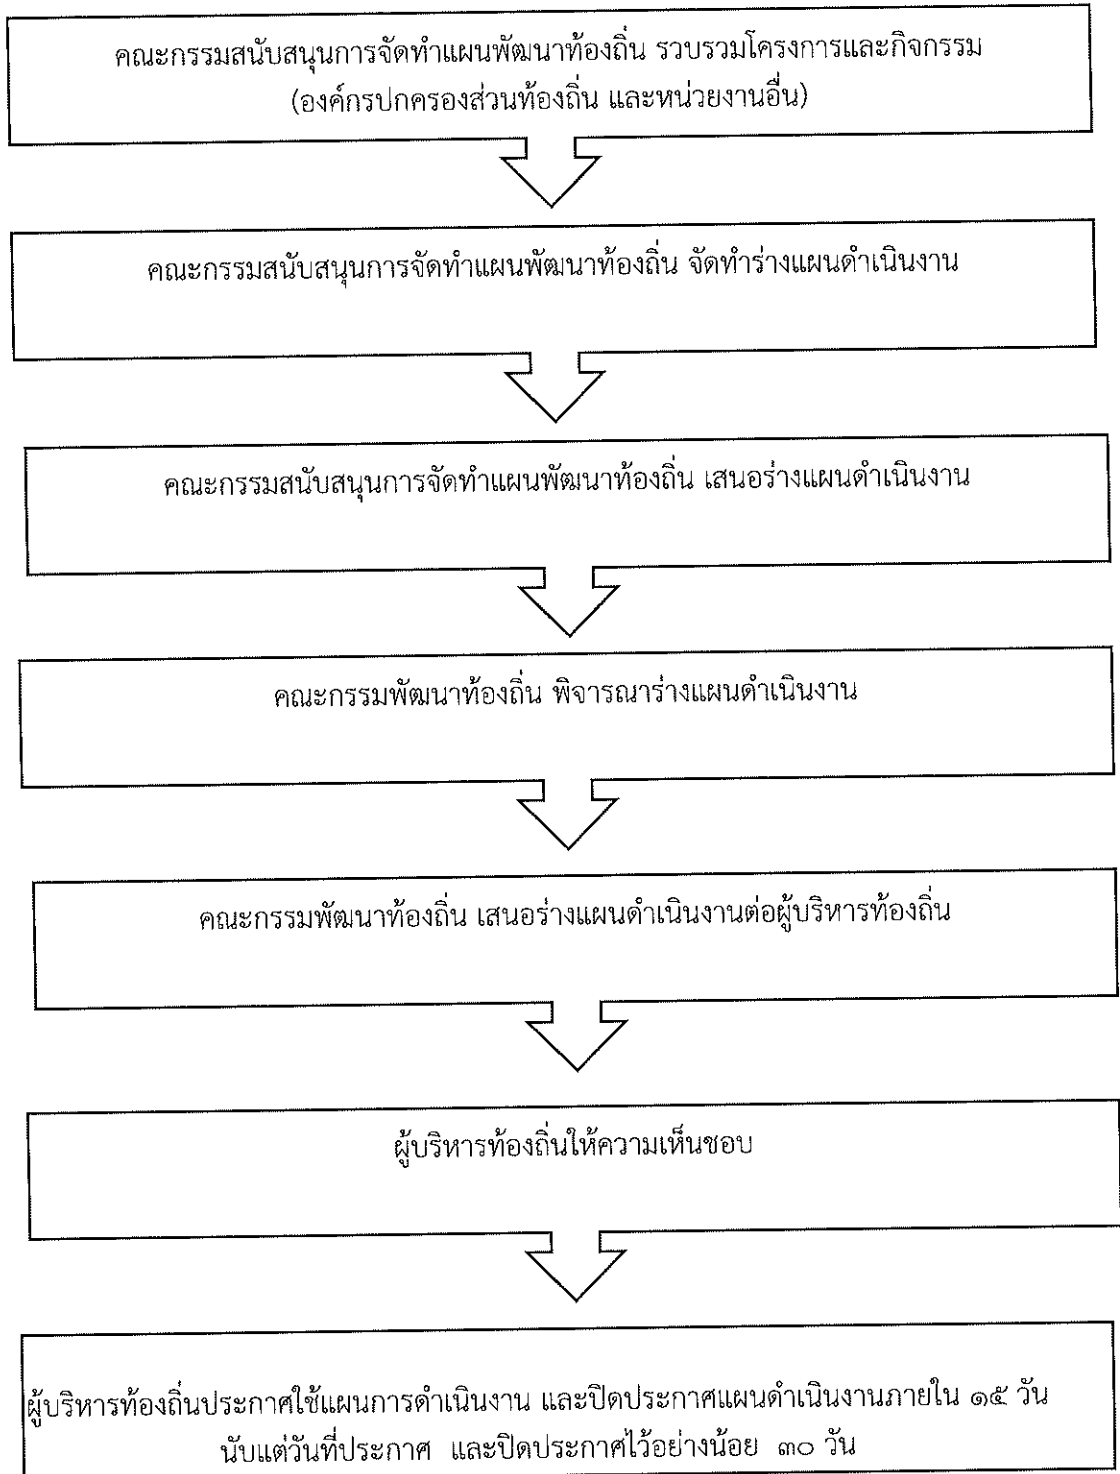 คณะกรรมสนับสนุนการจัดทำแผนพัฒนาท้องถิ่น รวบรวมโครงการและกิจกรรม
(องค์กรปกครองส่วนท้องถิ่น และหน่วยงานอื่น)
คณะกรรมสนับสนุนการจัดทำแผนพัฒนาท้องถิ่น จัดทำร่างแผนดำเนินงาน
คณะกรรมสนับสนุนการจัดทำแผนพัฒนาท้องถิ่น เสนอร่างแผนดำเนินงาน
คณะกรรมพัฒนาท้องถิ่น พิจารณาร่างแผนดำเนินงาน
คณะกรรมพัฒนาท้องถิ่น เสนอร่างแผนดำเนินงานต่อผู้บริหารท้องถิ่น
ผู้บริหารท้องถิ่นให้ความเห็นชอบ
ผู้บริหารท้องถิ่นประกาศใช้แผนการดำเนินงาน และปิดประกาศแผนดำเนินงานภายใน ๑๕ วัน
นับแต่วันที่ประกาศ และปิดประกาศไว้อย่างน้อย ๓๐ วัน